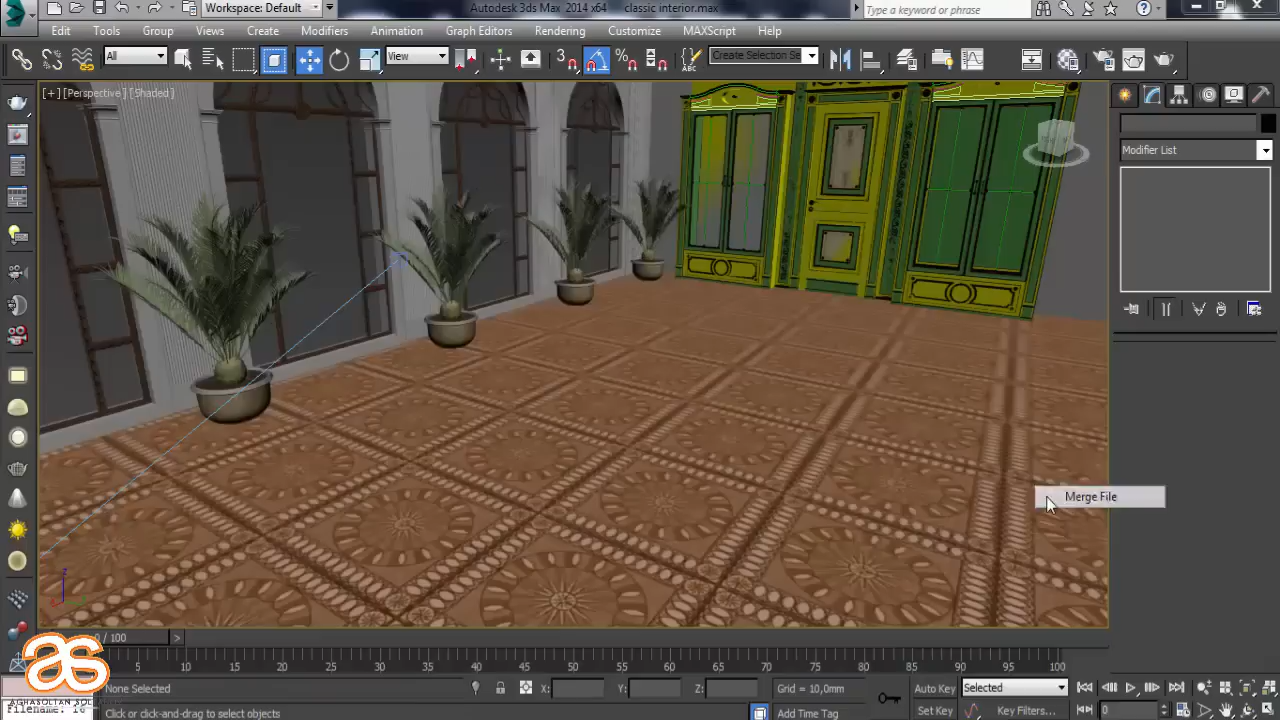 Workspace: Default
Autodesk 3ds Max 2014 x64
classic interior.max
Type a keyword or phrase
Edit
Tools
Group
Views
Create
Modifiers
Animation
Graph Editors
Rendering
Customize
MAXScript
Help
All
View
3
%
Create Selection Se
[+] [Perspective] [Shaded]
Modifier List
Merge File
z
0 / 100
>
5 10 15 20 25 30 35 40 45 50 55 60 65 70 75 80 85 90 95 100
None Selected
X:
Y:
Z:
Grid = 10,0mm
Auto Key
Selected
Click or click-and-drag to select objects
Add Time Tag
Set Key
Key Filters...
0
as
AGHASOLTAN SOL